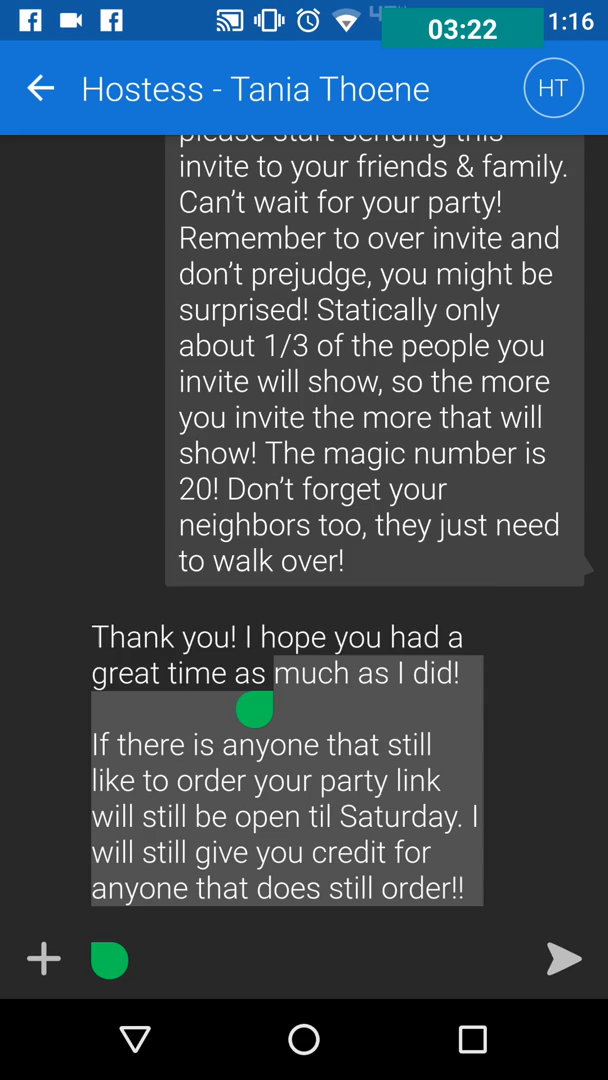 03:22
1:16
Hostess - Tania Thoene
HT
please start sending this
invite to your friends & family.
Can't wait for your party!
Remember to over invite and
don't prejudge, you might be
surprised! Statically only
about 1/3 of the people you
invite will show, so the more
you invite the more that will
show! The magic number is
20! Don't forget your
neighbors too, they just need
to walk over!
Thank you! I hope you had a
great time as much as I did!
If there is anyone that still
like to order your party link
will still be open til Saturday. I
will still give you credit for
anyone that does still order!!